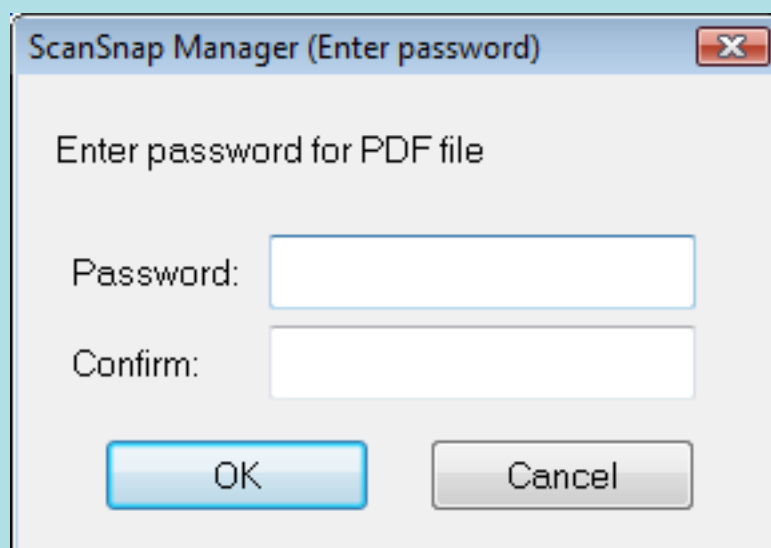 ScanSnap Manager (Enter password)
Enter password for PDF file
Password:
Confirm:
OK
Cancel